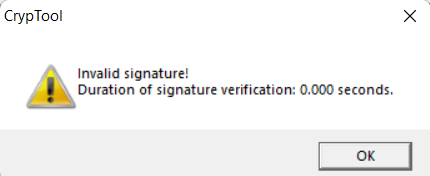 CrypTool
Invalid signature!
Duration of signature verification: 0.000 seconds.
OK